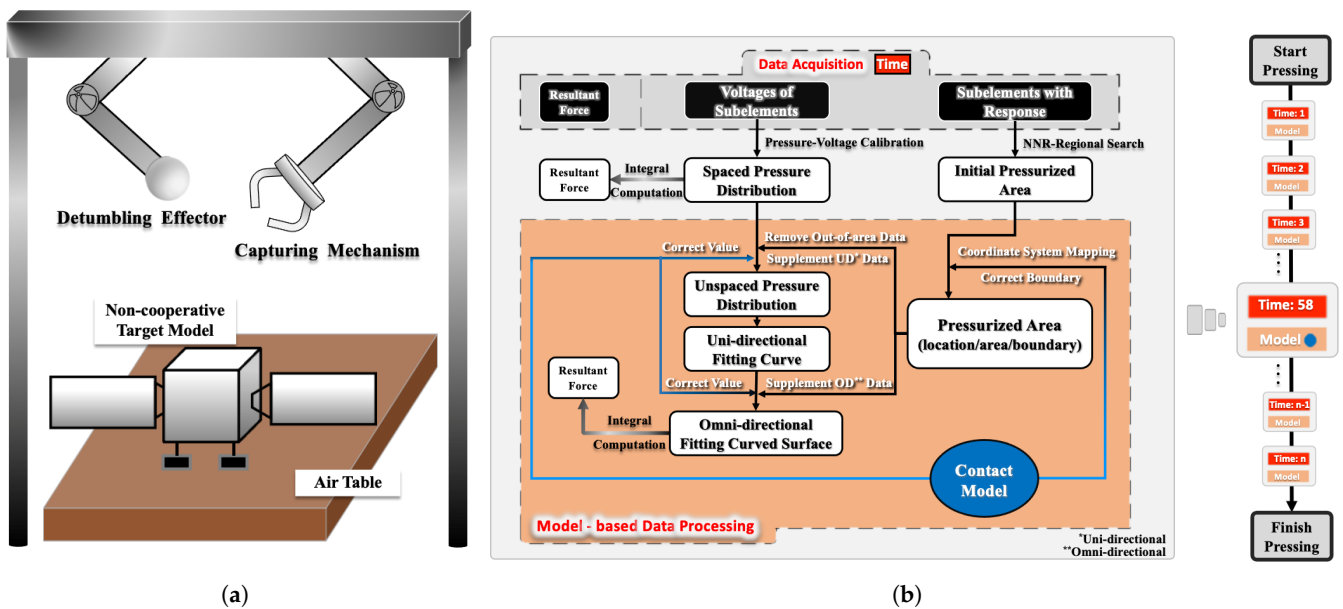 Detumbling Effector
Capturing Mechanism
Non-cooperative
Target Model
Air Table
(a)
Data Acquisition
Time
Resultant
Force
Voltages of
Subelements
Subelements with
Response
Pressure-Voltage Calibration
NNR-Regional Search
Resultant
Force
Integral
Computation
Spaced Pressure
Distribution
Initial Pressurized
Area
Correct Value
Remove Out-of-area Data
Supplement UD* Data
Coordinate System Mapping
Correct Boundary
Unspaced Pressure
Distribution
Pressurized Area
(location/area/boundary)
Uni-directional
Fitting Curve
Resultant
Force
Correct Value
Supplement OD** Data
Integral
Computation
Omni-directional
Fitting Curved Surface
Contact
Model
Model - based Data Processing
*Uni-directional
**Omni-directional
(b)
Start
Pressing
Time: 1
Model
Time: 2
Model
Time: 3
Model
Time: 58
Model
Time: n-1
Model
Time: n
Model
Finish
Pressing